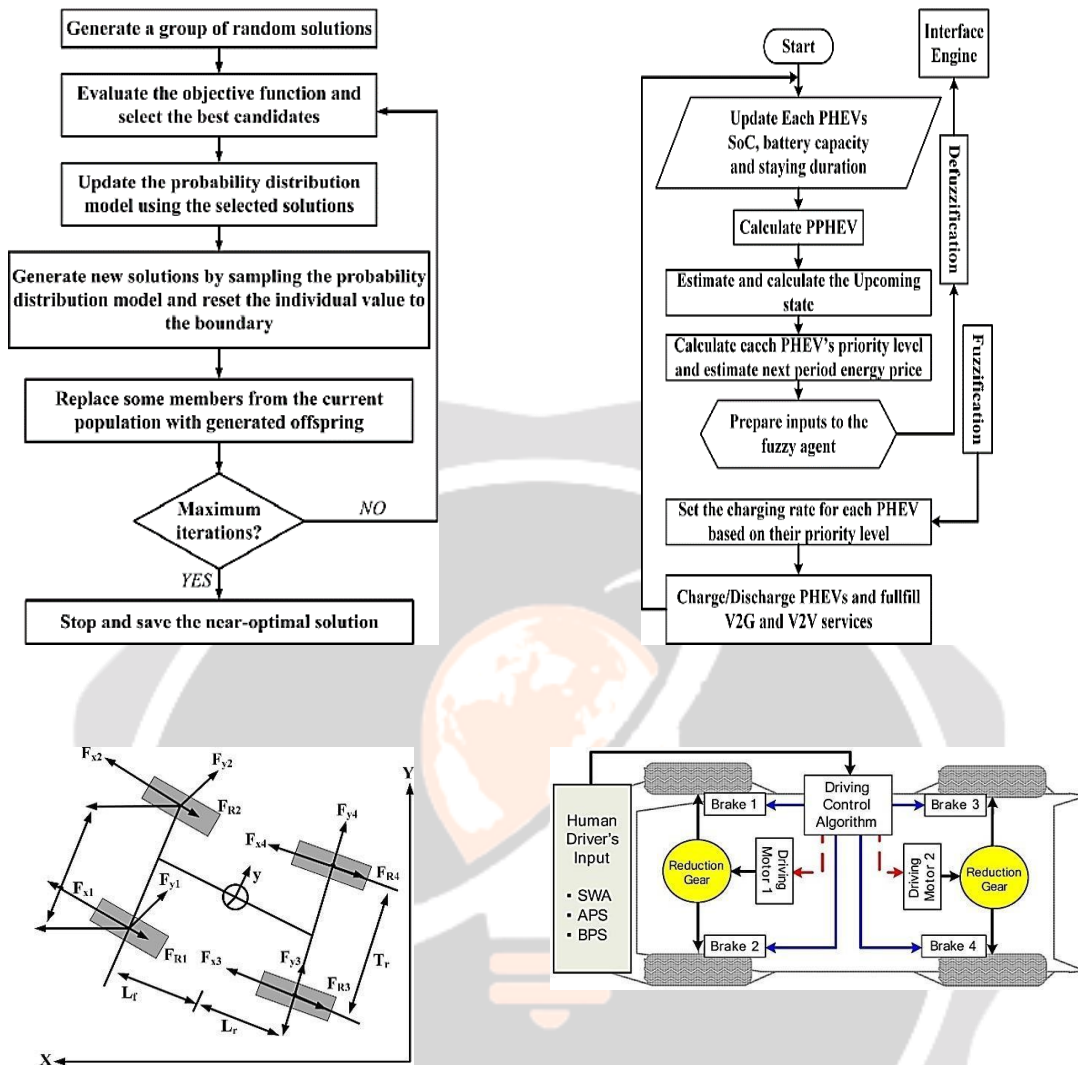 Generate a group of random solutions
Evaluate the objective function and
select the best candidates
Update the probability distribution
model using the selected solutions
Generate new solutions by sampling the probability
distribution model and reset the individual value to
the boundary
Replace some members from the current
population with generated offspring
Maximum
iterations?
NO
YES
Stop and save the near-optimal solution
Start
Interface
Engine
Update Each PHEVs
SoC, battery capacity
and staying duration
Defuzzification
Calculate PPHEV
Estimate and calculate the Upcoming
state
Fuzzification
Calculate cacch PHEV's priority level
and estimate next period energy price
Prepare inputs to the
fuzzy agent
Set the charging rate for each PHEV
based on their priority level
Charge/Discharge PHEVs and fullfill
V2G and V2V services
Fx2
Fy2
FR2
Y
Fy4
Fx4
FR4
Fx1
Fy1
y
FR1
Fx3
Fy3
FR3
Tr
Lf
Lr
X
Human
Driver's
Input
• SWA
• APS
• BPS
Brake 1
Driving
Control
Algorithm
Brake 3
Reduction
Gear
Driving
Motor 1
Driving
Motor 2
Reduction
Gear
Brake 2
Brake 4